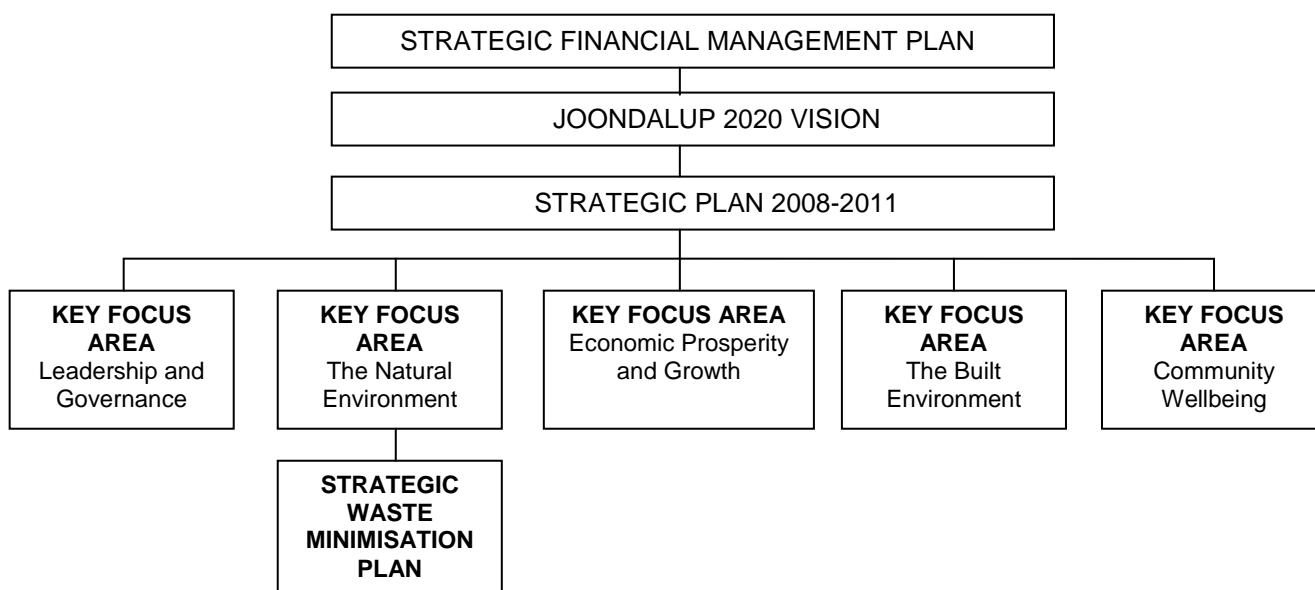 STRATEGIC FINANCIAL MANAGEMENT PLAN
JOONDALUP 2020 VISION
STRATEGIC PLAN 2008-2011
KEY FOCUS
AREA
Leadership and
Governance
KEY FOCUS
AREA
The Natural
Environment
KEY FOCUS AREA
Economic Prosperity
and Growth
KEY FOCUS
AREA
The Built
Environment
KEY FOCUS
AREA
Community
Wellbeing
STRATEGIC
WASTE
MINIMISATION
PLAN